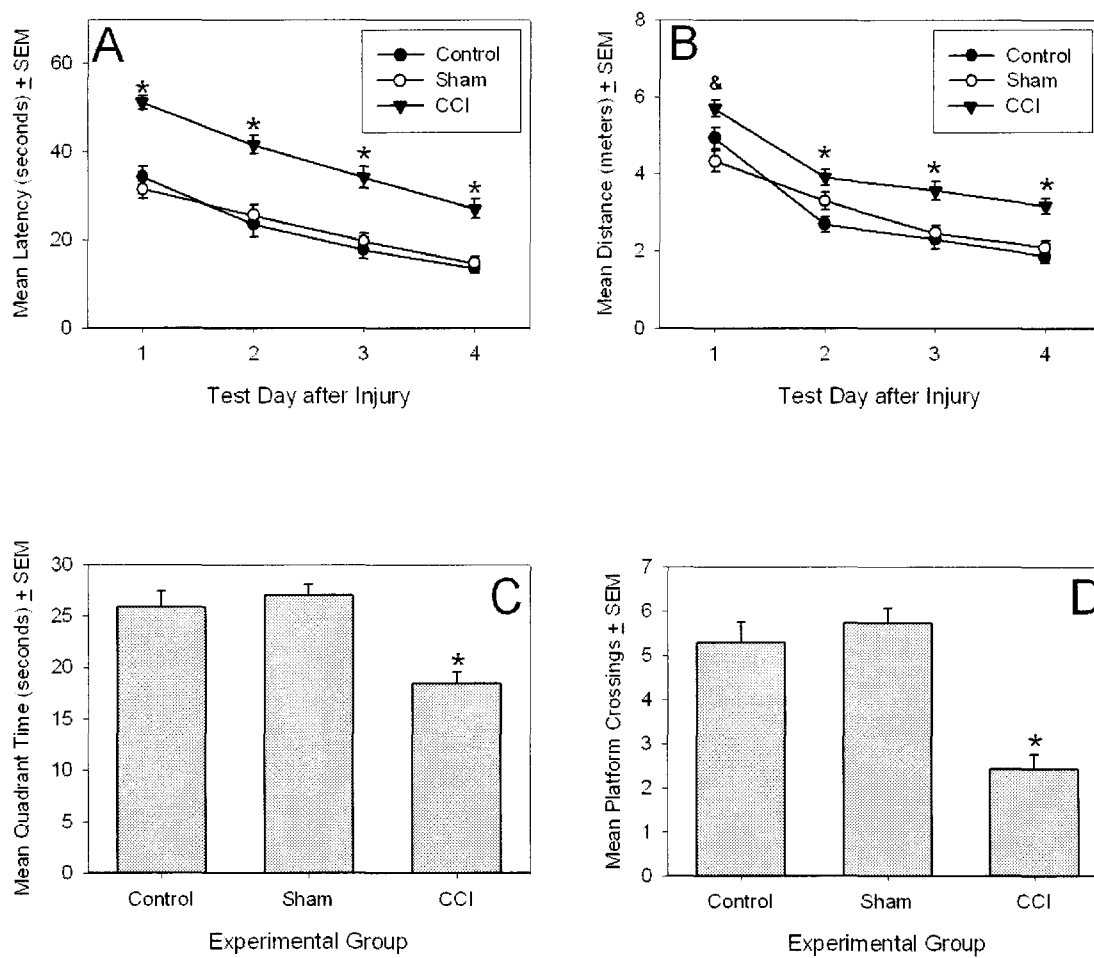 A
Mean Latency (seconds) ± SEM
60
40
20
0
*
*
*
*
Control
Sham
CCI
1 2 3 4
Test Day after Injury
B
Mean Distance (meters) ± SEM
8
6
4
2
0
&
*
*
*
Control
Sham
CCI
1 2 3 4
Test Day after Injury
C
Mean Quadrant Time (seconds) ± SEM
30
25
20
15
10
5
0
*
Control Sham CCI
Experimental Group
D
Mean Platform Crossings ± SEM
7
6
5
4
3
2
1
0
*
Control Sham CCI
Experimental Group